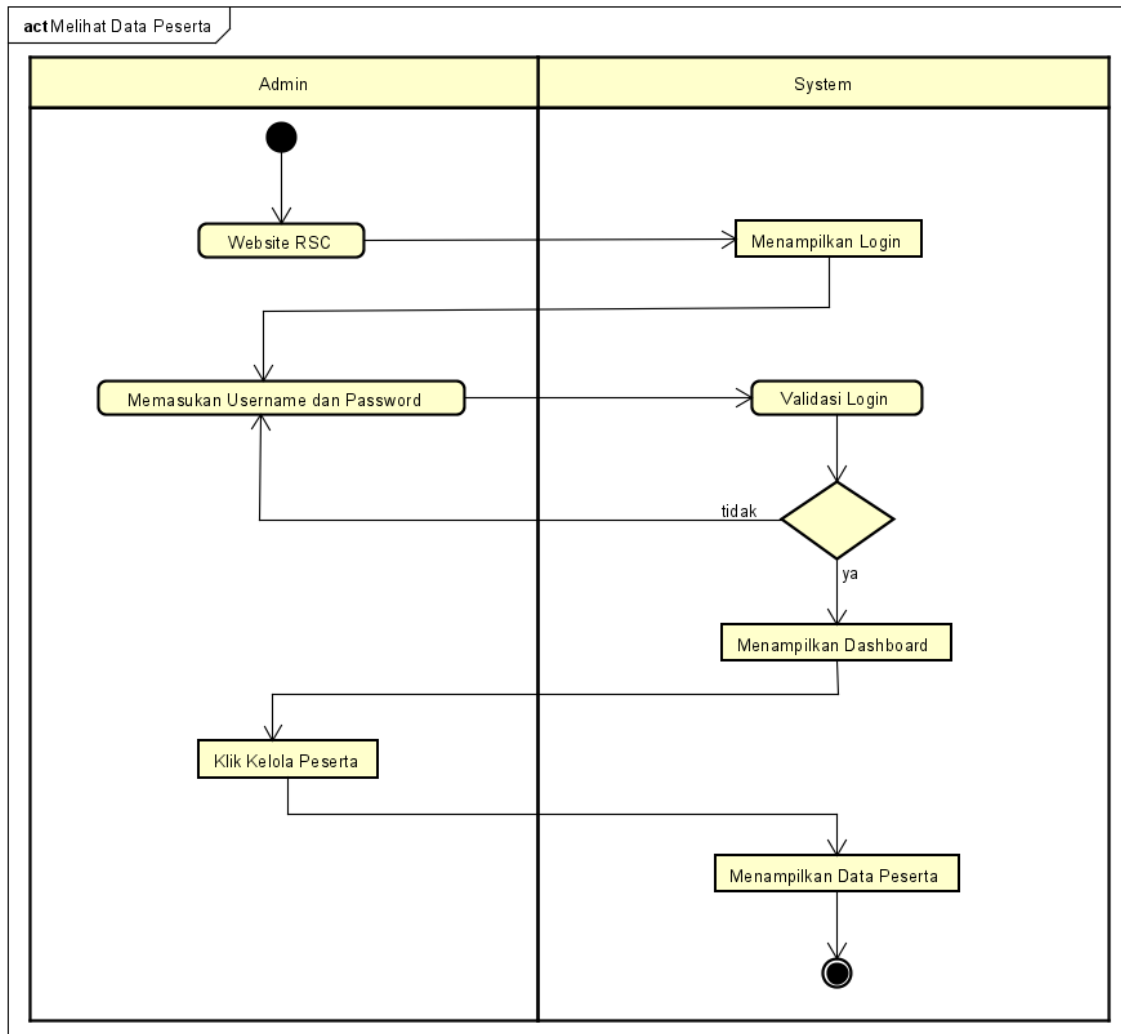 act Melihat Data Peserta
Admin
System
Website RSC
Menampilkan Login
Memasukan Username dan Password
Validasi Login
tidak
ya
Menampilkan Dashboard
Klik Kelola Peserta
Menampilkan Data Peserta